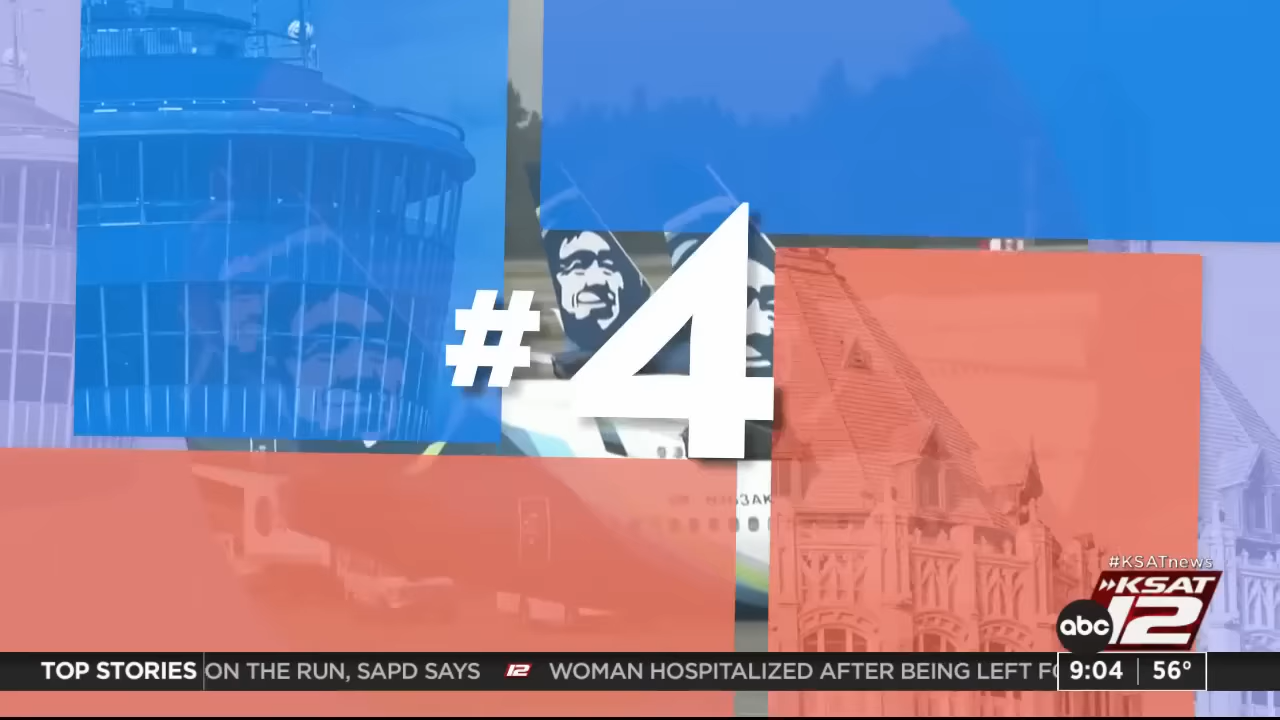 #4
#KSATnews
KSAT
abc 12
TOP STORIES ON THE RUN, SAPD SAYS 12 WOMAN HOSPITALIZED AFTER BEING LEFT 9:04 56°